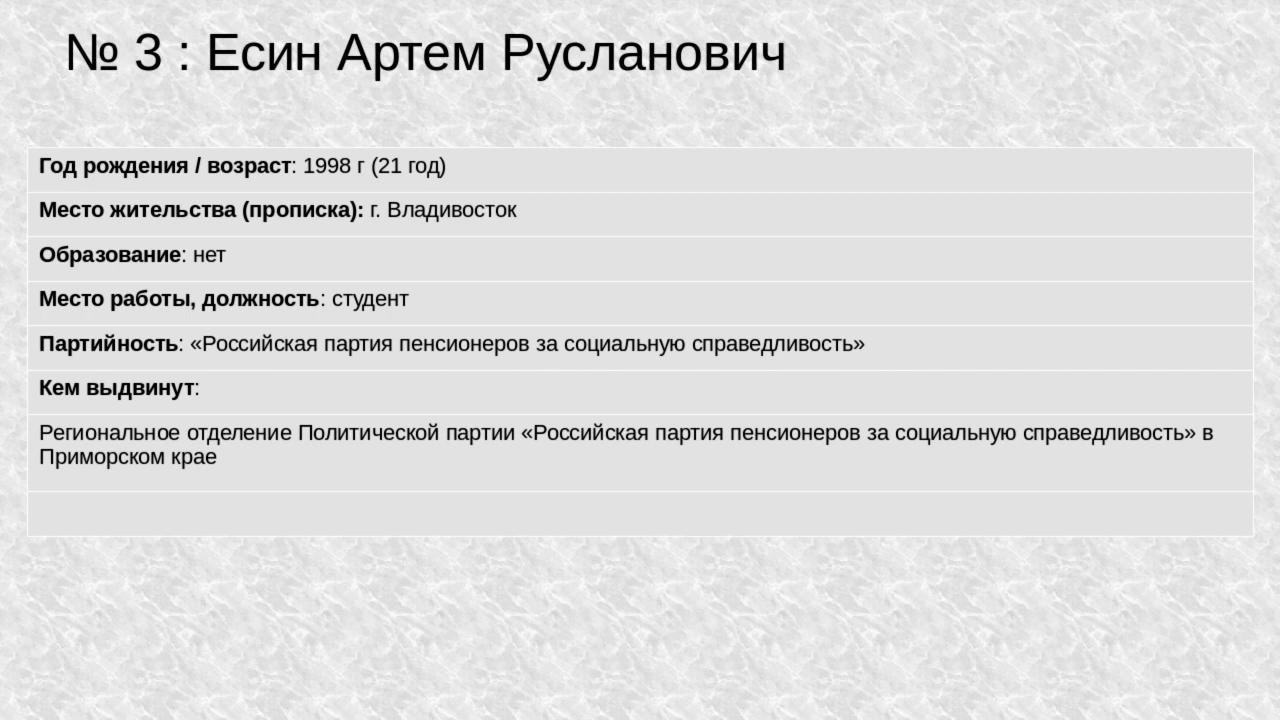 № 3 : Есин Артем Русланович
Год рождения / возраст: 1998 г (21 год)
Место жительства (прописка): г. Владивосток
Образование: нет
Место работы, должность: студент
Партийность: «Российская партия пенсионеров за социальную справедливость»
Кем выдвинут:
Региональное отделение Политической партии «Российская партия пенсионеров за социальную справедливость» в
Приморском крае